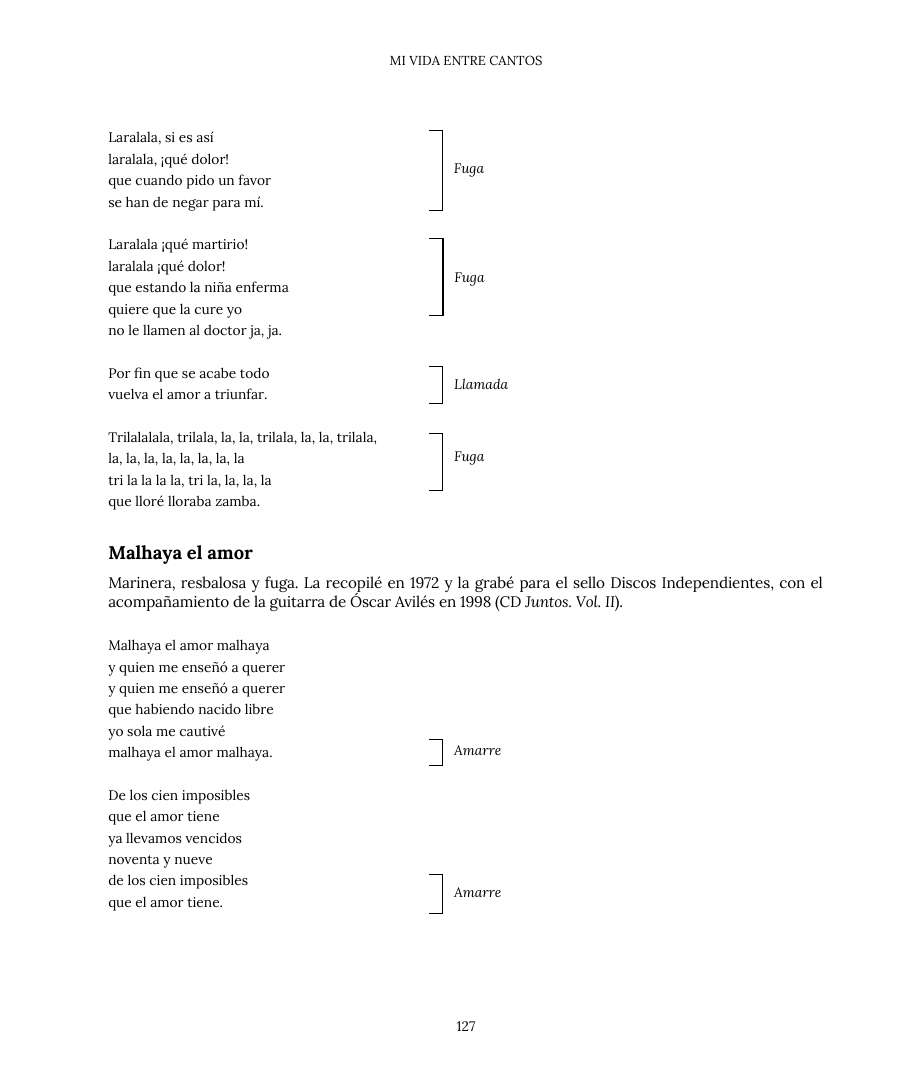 MI VIDA ENTRE CANTOS
Laralala, si es así
laralala, ¡qué dolor!
que cuando pido un favor
se han de negar para mí.
Fuga
Laralala ¡qué martirio!
laralala ¡qué dolor!
que estando la niña enferma
quiere que la cure yo
no le llamen al doctor ja, ja.
Fuga
Por fin que se acabe todo
vuelva el amor a triunfar.
Llamada
Trilalalala, trilala, la, la, trilala, la, la, trilala,
la, la, la, la, la, la, la, la
tri la la la la, tri la, la, la, la
que lloré lloraba zamba.
Fuga
Malhaya el amor
Marinera, resbalosa y fuga. La recopilé en 1972 y la grabé para el sello Discos Independientes, con el
acompañamiento de la guitarra de Óscar Avilés en 1998 (CD Juntos. Vol. II).
Malhaya el amor malhaya
y quien me enseñó a querer
y quien me enseñó a querer
que habiendo nacido libre
yo sola me cautivé
malhaya el amor malhaya.
Amarre
De los cien imposibles
que el amor tiene
ya llevamos vencidos
noventa y nueve
de los cien imposibles
que el amor tiene.
Amarre
127